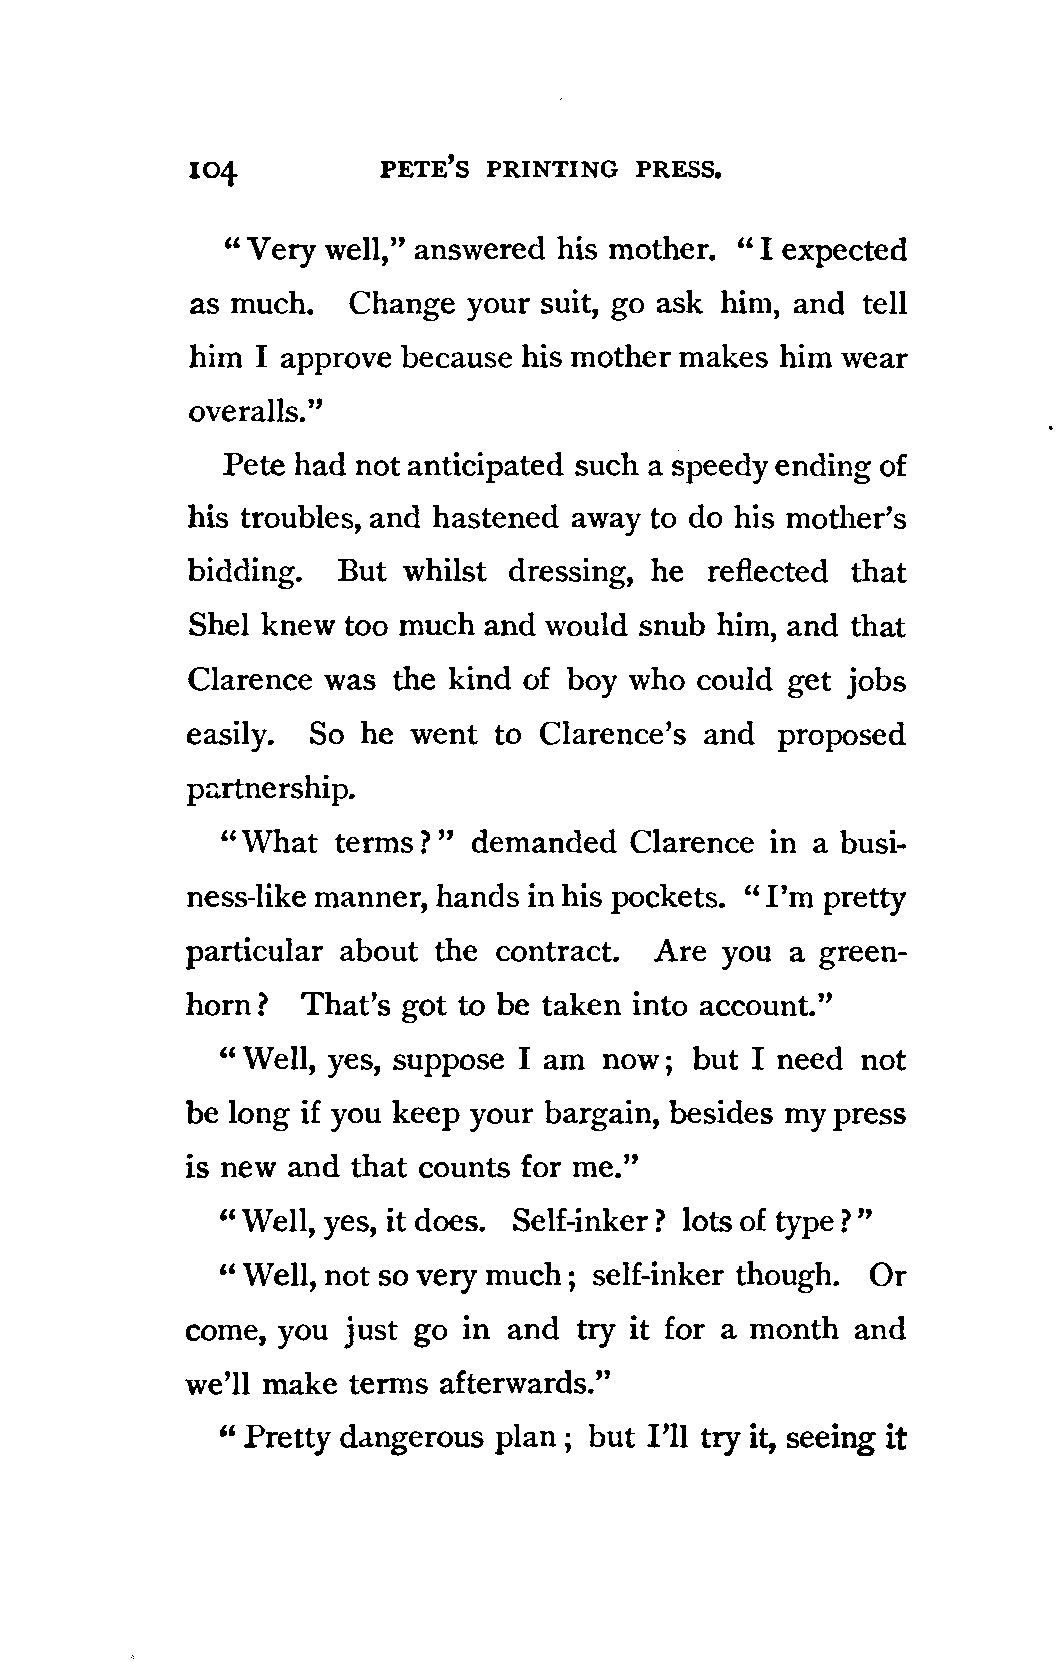 104 PETE'S PRINTING PRESS.
“Very well,” answered his mother. “I expected
as much. Change your suit, go ask him, and tell
him I approve because his mother makes him wear
overalls.”
Pete had not anticipated such a speedy ending of
his troubles, and hastened away to do his mother’s
bidding. But whilst dressing, he reflected that
Shel knew too much and would snub him, and that
Clarence was the kind of boy who could get jobs
easily. So he went to Clarence’s and proposed
partnership.
“What terms?” demanded Clarence in a busi-
ness-like manner, hands in his pockets. “I’m pretty
particular about the contract. Are you a green-
horn? That’s got to be taken into account.”
“Well, yes, suppose I am now; but I need not
be long if you keep your bargain, besides my press
is new and that counts for me.”
“Well, yes, it does. Self-inker? lots of type?”
“Well, not so very much; self-inker though. Or
come, you just go in and try it for a month and
we’ll make terms afterwards.”
“Pretty dangerous plan; but I’ll try it, seeing it